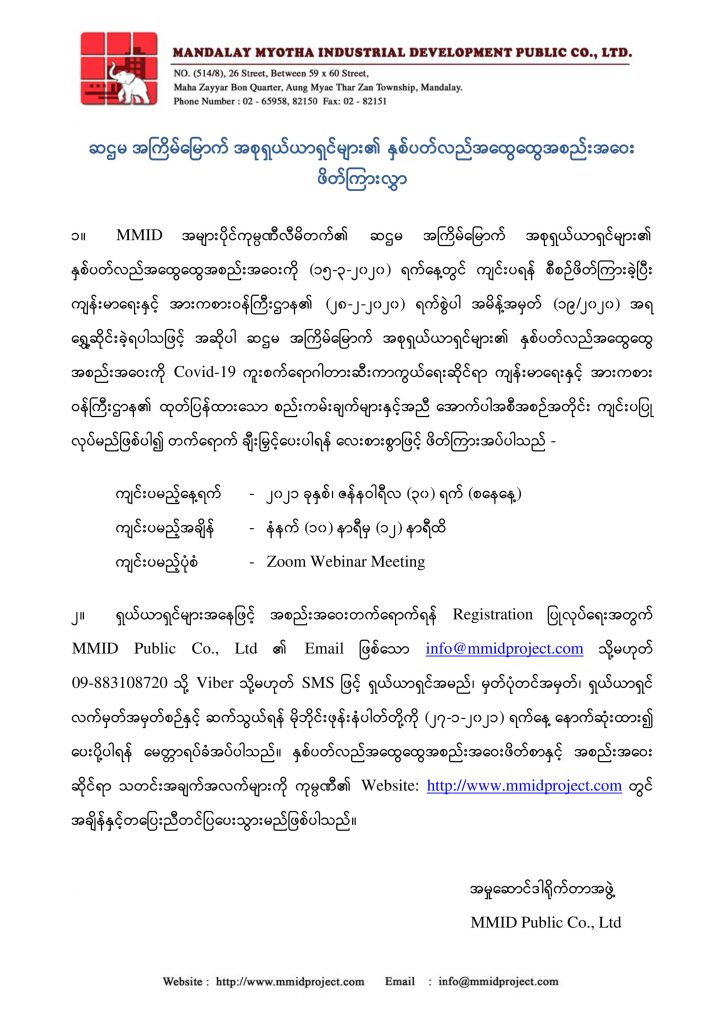 MANDALAY MYOTHA INDUSTRIAL DEVELOPMENT PUBLIC CO., LTD.
NO. (514/8), 26 Street, Between 59 x 60 Street,
Maha Zayyar Bon Quarter, Aung Myae Thar Zan Township, Mandalay.
Phone Number : 02 - 65958, 82150 Fax: 02 - 82151
ဆဌမ အကြိမ်မြောက် အစုရှယ်ယာရှင်များ၏ နှစ်ပတ်လည်အထွေထွေအစည်းအဝေး
ဖိတ်ကြားလွှာ
၁။ MMID အများပိုင်ကုမ္ပဏီလီမိတက်၏ ဆဌမ အကြိမ်မြောက် အစုရှယ်ယာရှင်များ၏
နှစ်ပတ်လည်အထွေထွေအစည်းအဝေးကို (၁၅-၃-၂၀၂၀) ရက်နေ့တွင် ကျင်းပရန် စီစဉ်ဖိတ်ကြားခဲ့ပြီး
ကျန်းမာရေးနှင့် အားကစားဝန်ကြီးဌာန၏ (၂၈-၂-၂၀၂၀) ရက်စွဲပါ အမိန့်အမှတ် (၁၉/၂၀၂၀) အရ
ရွှေ့ဆိုင်းခဲ့ရပါသဖြင့် အဆိုပါ ဆဌမ အကြိမ်မြောက် အစုရှယ်ယာရှင်များ၏ နှစ်ပတ်လည်အထွေထွေ
အစည်းအဝေးကို Covid-19 ကူးစက်ရောဂါတားဆီးကာကွယ်ရေးဆိုင်ရာ ကျန်းမာရေးနှင့် အားကစား
ဝန်ကြီးဌာန၏ ထုတ်ပြန်ထားသော စည်းကမ်းချက်များနှင့်အညီ အောက်ပါအစီအစဉ်အတိုင်း ကျင်းပပြု
လုပ်မည်ဖြစ်ပါ၍ တက်ရောက် ချီးမြှင့်ပေးပါရန် လေးစားစွာဖြင့် ဖိတ်ကြားအပ်ပါသည် -
ကျင်းပမည့်နေ့ရက် - ၂၀၂၁ ခုနှစ်၊ ဇန်နဝါရီလ (၃၀) ရက် (စနေနေ့)
ကျင်းပမည့်အချိန် - နံနက် (၁၀) နာရီမှ (၁၂) နာရီထိ
ကျင်းပမည့်ပုံစံ - Zoom Webinar Meeting
၂။ ရှယ်ယာရှင်များအနေဖြင့် အစည်းအဝေးတက်ရောက်ရန် Registration ပြုလုပ်ရေးအတွက်
MMID Public Co., Ltd ၏ Email ဖြစ်သော info@mmidproject.com သို့မဟုတ်
09-883108720 သို့ Viber သို့မဟုတ် SMS ဖြင့် ရှယ်ယာရှင်အမည်၊ မှတ်ပုံတင်အမှတ်၊ ရှယ်ယာရှင်
လက်မှတ်အမှတ်စဉ်နှင့် ဆက်သွယ်ရန် မိုဘိုင်းဖုန်းနံပါတ်တို့ကို (၂၇-၁-၂၀၂၁) ရက်နေ့ နောက်ဆုံးထား၍
ပေးပို့ပါရန် မေတ္တာရပ်ခံအပ်ပါသည်။ နှစ်ပတ်လည်အထွေထွေအစည်းအဝေးဖိတ်စာနှင့် အစည်းအဝေး
ဆိုင်ရာ သတင်းအချက်အလက်များကို ကုမ္ပဏီ၏ Website: http://www.mmidproject.com တွင်
အချိန်နှင့်တပြေးညီတင်ပြပေးသွားမည်ဖြစ်ပါသည်။
အမှုဆောင်ဒါရိုက်တာအဖွဲ့
MMID Public Co., Ltd
Website : http://www.mmidproject.com Email : info@mmidproject.com